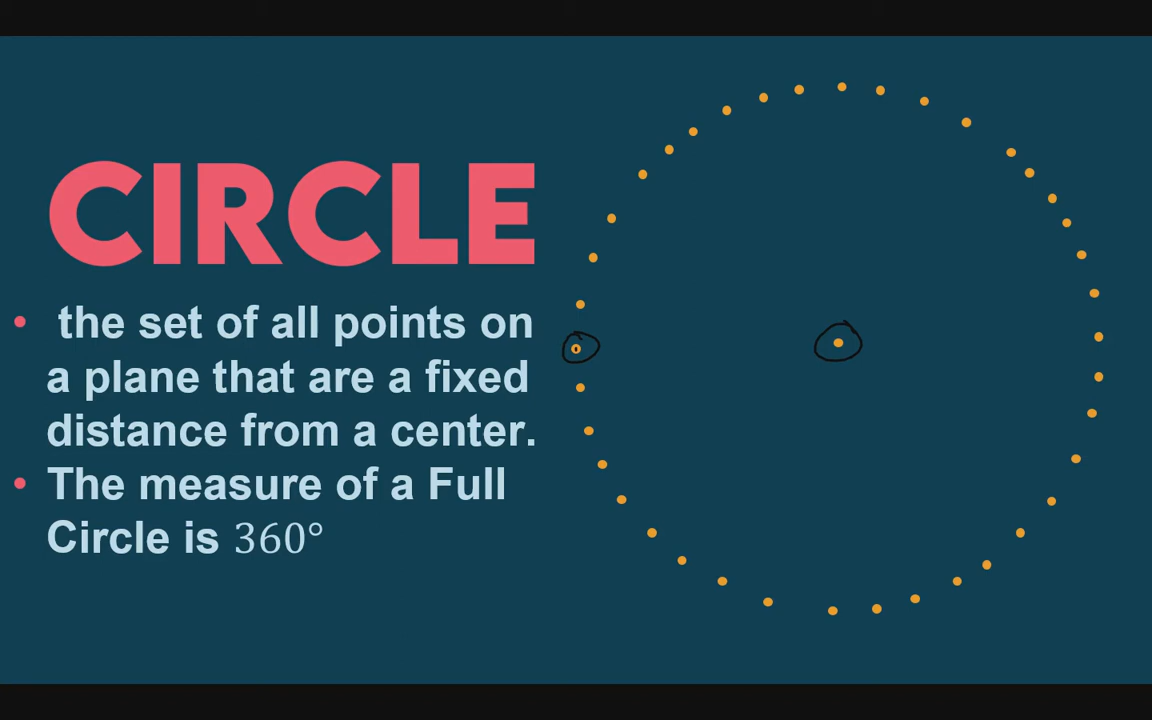 CIRCLE
• the set of all points on
a plane that are a fixed
distance from a center.
• The measure of a Full
Circle is 360°